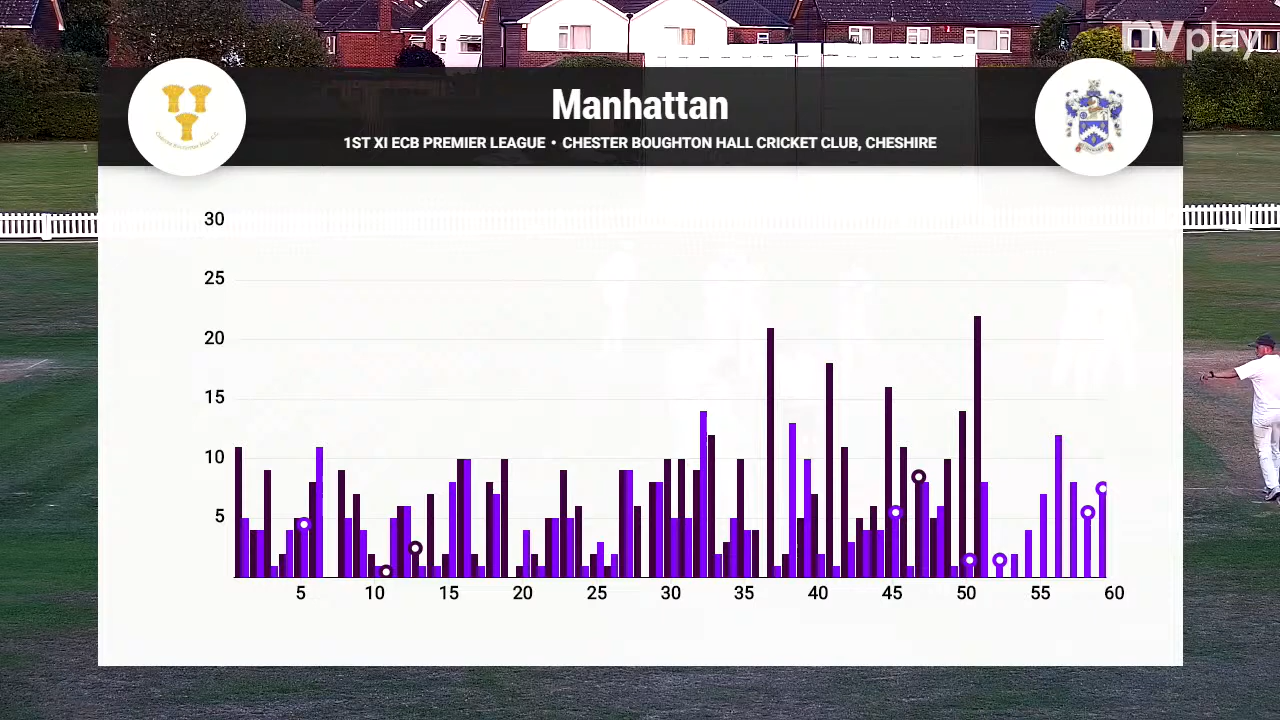 NVplay
Manhattan
1ST XI ECB PREMIER LEAGUE • CHESTER BOUGHTON HALL CRICKET CLUB, CHESHIRE
30
25
20
15
10
5
5 10 15 20 25 30 35 40 45 50 55 60